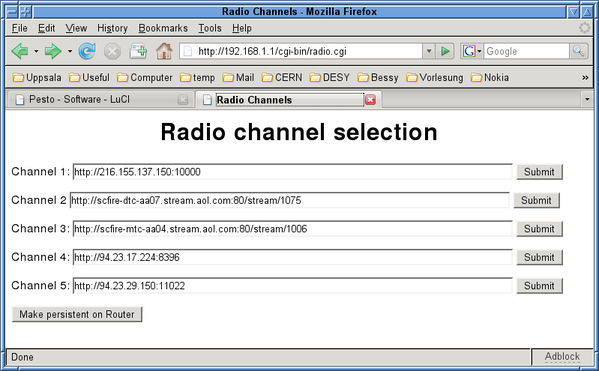 Radio Channels - Mozilla Firefox
File Edit View History Bookmarks Tools Help
http://192.168.1.1/cgi-bin/radio.cgi G Google
Uppsala Useful Computer temp Mail CERN DESY Bessy Vorlesung Nokia »
Pesto - Software - LuCI Radio Channels
Radio channel selection
Channel 1: http://216.155.137.150:10000 Submit
Channel 2 http://scfire-dtc-aa07.stream.aol.com:80/stream/1075 Submit
Channel 3: http://scfire-mtc-aa04.stream.aol.com:80/stream/1006 Submit
Channel 4: http://94.23.17.224:8396 Submit
Channel 5: http://94.23.29.150:11022 Submit
Make persistent on Router
Done Adblock